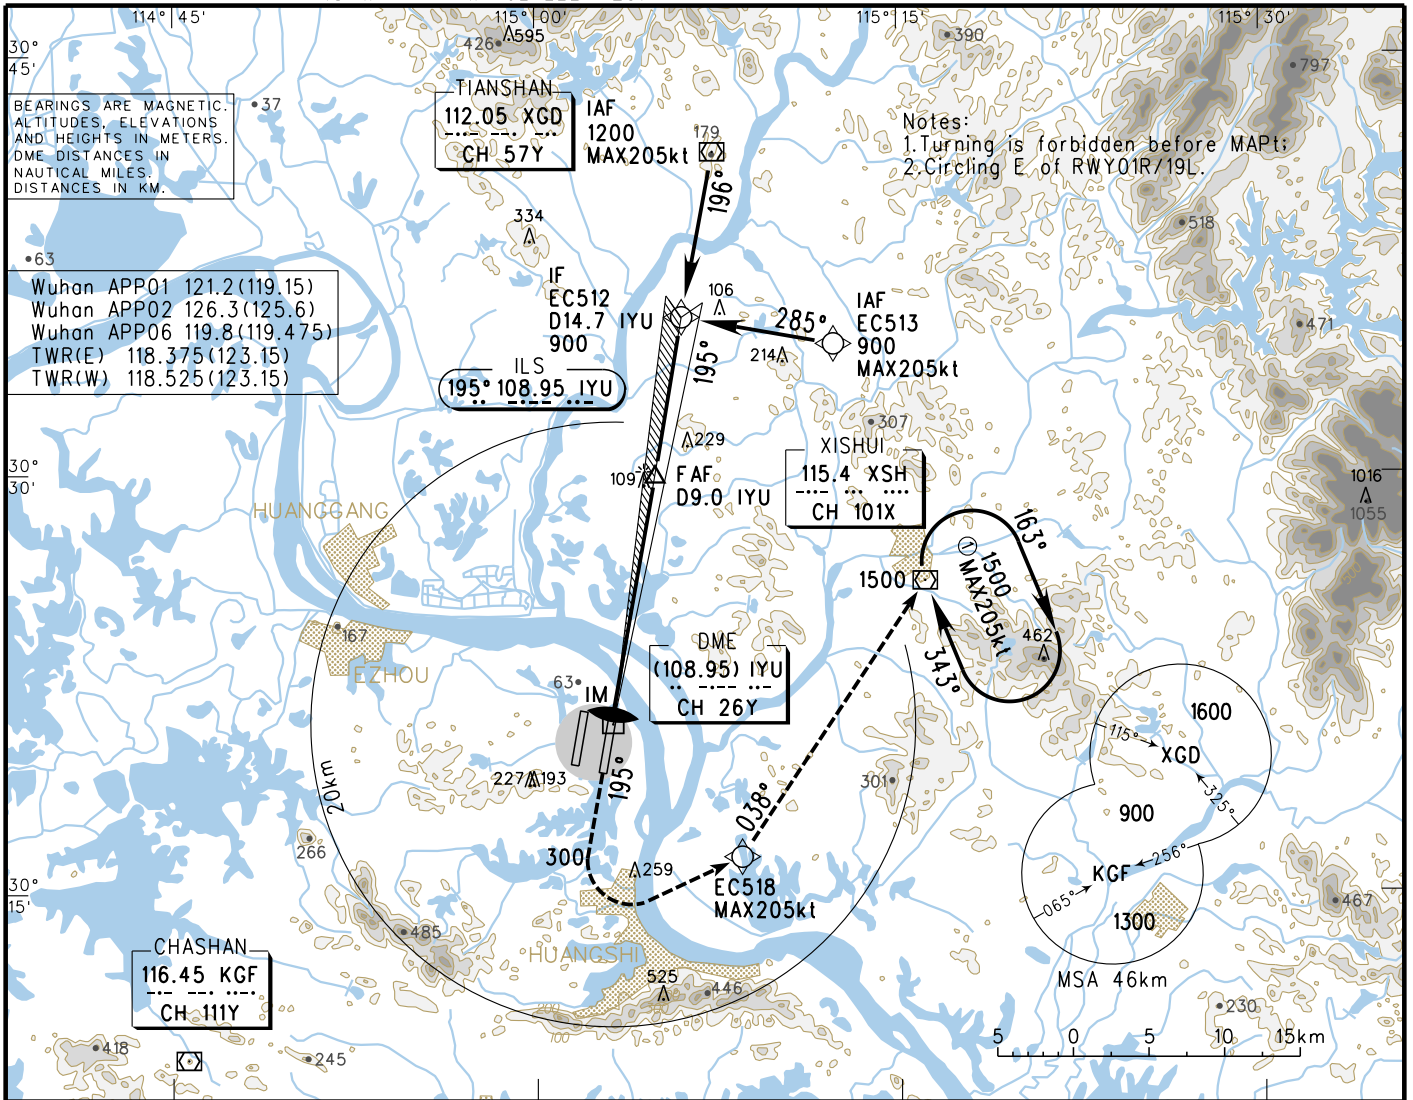 114°45'
115°00'
115°15'
115°30'
30°
45'
426
595
390
797
BEARINGS ARE MAGNETIC.
ALTITUDES, ELEVATIONS
AND HEIGHTS IN METERS.
DME DISTANCES IN
NAUTICAL MILES.
DISTANCES IN KM.
37
TIANSHAN
112.05 XGD
CH 57Y
IAF
1200
MAX205kt
179
Notes:
1.Turning is forbidden before MAPt;
2.Circling E of RWY01R/19L.
196°
334
518
63
Wuhan APP01 121.2(119.15)
Wuhan APP02 126.3(125.6)
Wuhan APP06 119.8(119.475)
TWR(E) 118.375(123.15)
TWR(W) 118.525(123.15)
IF
EC512
D14.7 IYU
900
106
285°
214
IAF
EC513
900
MAX205kt
471
195°
ILS
195° 108.95 IYU
307
229
30°
30'
1097
FAF
D9.0 IYU
XISHUI
115.4 XSH
CH 101X
1016
1055
HUANGGANG
163°
① 1500
MAX205kt
1500
343°
462
167
EZHOU
DME
(108.95) IYU
CH 26Y
63
IM
195°
227
193
20km
266
301
038°
300
259
EC518
MAX205kt
1600
115°
XGD
325°
900
256°
KGF
065°
1300
MSA 46km
30°
15'
467
485
HUANGSHI
525
446
200
CHASHAN
116.45 KGF
CH 111Y
418
245
230
5 0 5 10 15km